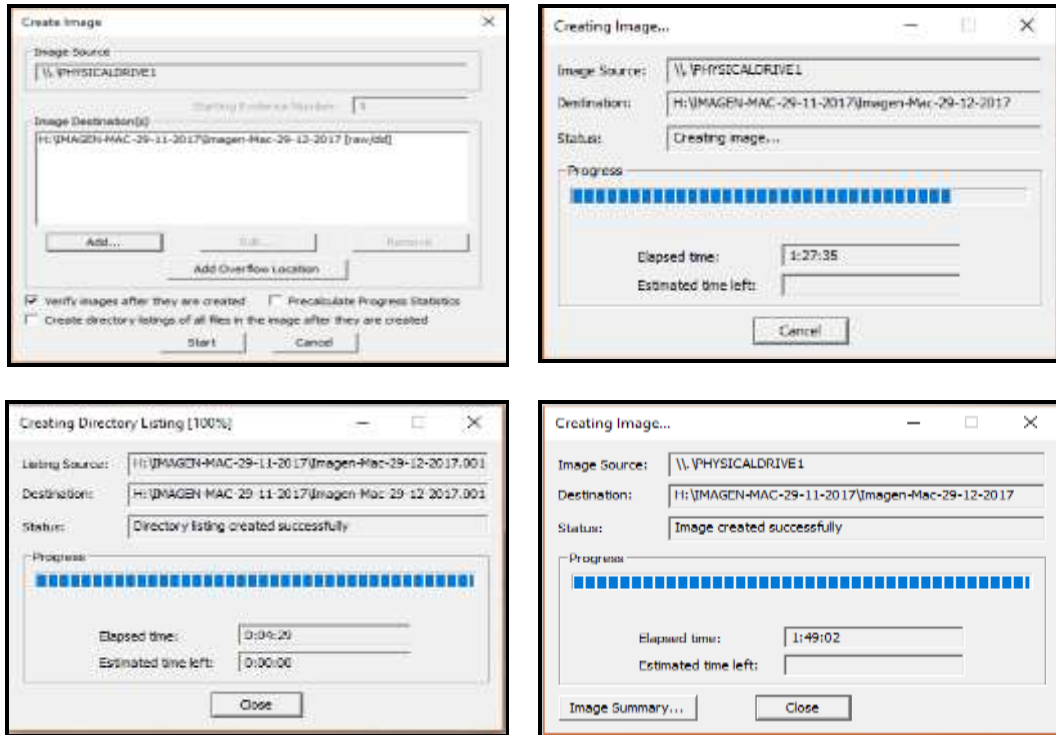 Create Image
Image Source
\\.\PHYSICALDRIVE1
Starting Evidence Number:
Image Destination(s)
H:\IMAGEN-MAC-29-11-2017\Imagen-Mac-29-12-2017 [raw/dd]
Add...
Edit...
Remove
Add Overflow Location
Verify images after they are created
Precalculate Progress Statistics
Create directory listings of all files in the image after they are created
Start
Cancel
Creating Image...
Image Source:
\\.\PHYSICALDRIVE1
Destination:
H:\IMAGEN-MAC-29-11-2017\Imagen-Mac-29-12-2017
Status:
Creating image...
Progress
Elapsed time:
1:27:35
Estimated time left:
Cancel
Creating Directory Listing [100%]
Listing Source:
H:\IMAGEN-MAC-29-11-2017\Imagen-Mac-29-12-2017.001
Destination:
H:\IMAGEN-MAC-29-11-2017\Imagen-Mac-29-12-2017.001
Status:
Directory listing created successfully
Progress
Elapsed time:
0:04:29
Estimated time left:
0:00:00
Close
Creating Image...
Image Source:
\\.\PHYSICALDRIVE1
Destination:
H:\IMAGEN-MAC-29-11-2017\Imagen-Mac-29-12-2017
Status:
Image created successfully
Progress
Elapsed time:
1:49:02
Estimated time left:
Image Summary...
Close